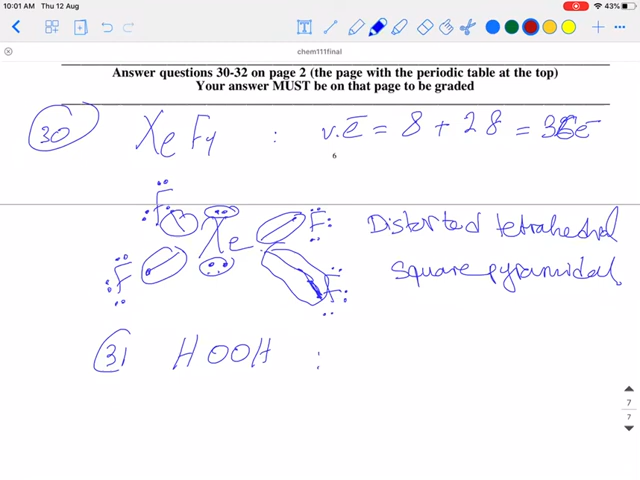 10:01 AM Thu 12 Aug
43%
chem111final
Answer questions 30-32 on page 2 (the page with the periodic table at the top)
Your answer MUST be on that page to be graded
30 XeF4 : v.ē = 8 + 28 = 36ē
F
Xe F
F F
Distorted tetrahedral
square pyramidal
31 HOOH :
7
7